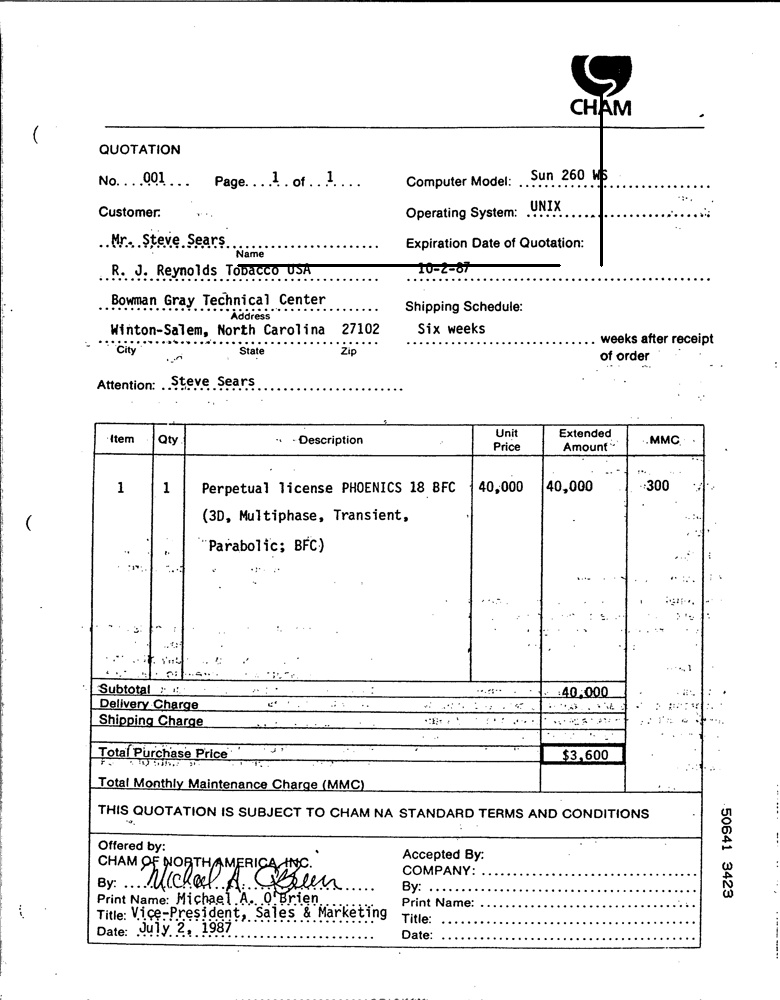 CHAM
QUOTATION
No. 001 Page 1 of 1
Computer Model: Sun 260 WS
Customer:
Operating System: UNIX
Mr. Steve Sears
Name
Expiration Date of Quotation:
R. J. Reynolds Tobacco USA
10-2-87
Bowman Gray Technical Center
Address
Shipping Schedule:
Winton-Salem, North Carolina 27102
City State Zip
Six weeks
weeks after receipt
of order
Attention: Steve Sears
Item Qty Description Unit Price Extended Amount MMC
1 1 Perpetual license PHOENICS 18 BFC 40,000 40,000 300
(3D, Multiphase, Transient,
Parabolic; BFC)
Subtotal 40,000
Delivery Charge
Shipping Charge
Total Purchase Price $3,600
Total Monthly Maintenance Charge (MMC)
THIS QUOTATION IS SUBJECT TO CHAM NA STANDARD TERMS AND CONDITIONS
Offered by:
CHAM OF NORTH AMERICA, INC.
By: Michael A. O'Brien
Print Name: Michael A. O'Brien
Title: Vice-President, Sales & Marketing
Date: July 2, 1987
Accepted By:
COMPANY:
By:
Print Name:
Title:
Date:
50641 3423